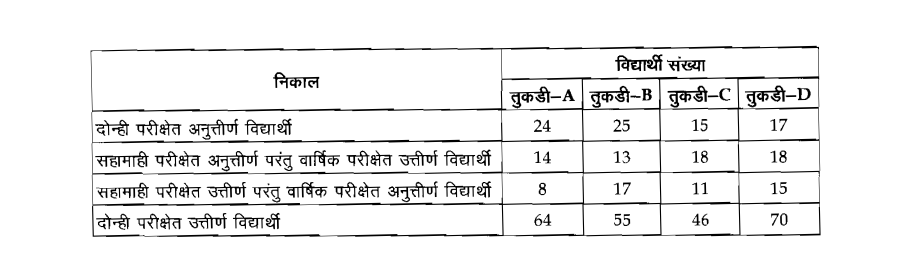 निकाल विद्यार्थी संख्या
तुकडी–A तुकडी–B तुकडी–C तुकडी–D
दोन्ही परीक्षेत अनुत्तीर्ण विद्यार्थी 24 25 15 17
सहामाही परीक्षेत अनुत्तीर्ण परंतु वार्षिक परीक्षेत उत्तीर्ण विद्यार्थी 14 13 18 18
सहामाही परीक्षेत उत्तीर्ण परंतु वार्षिक परीक्षेत अनुत्तीर्ण विद्यार्थी 8 17 11 15
दोन्ही परीक्षेत उत्तीर्ण विद्यार्थी 64 55 46 70